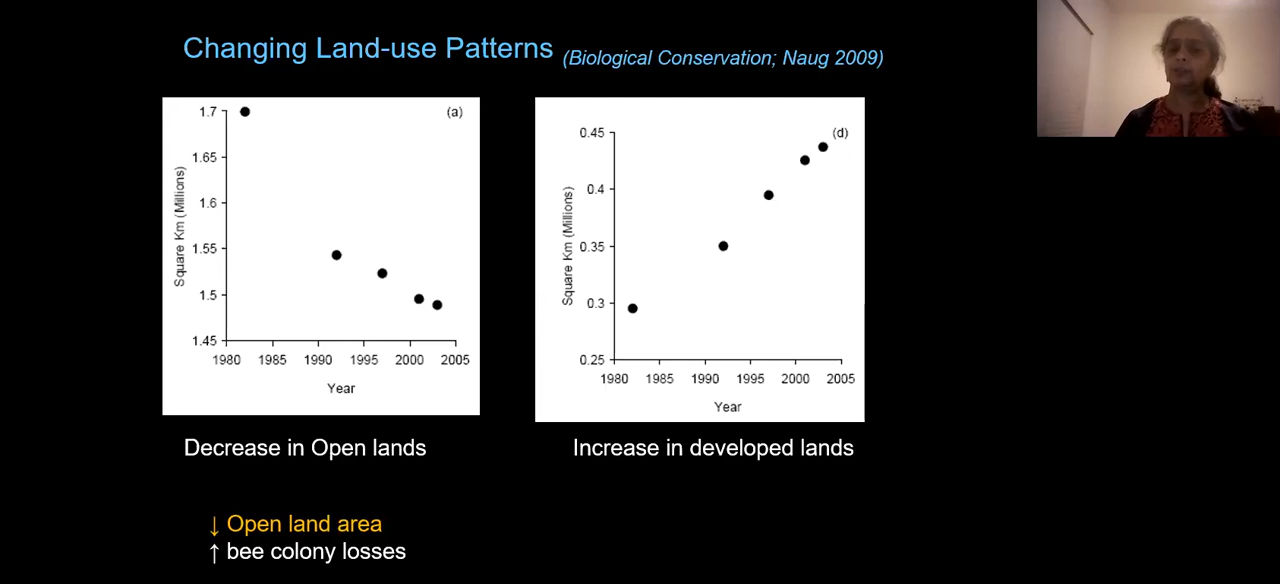 Changing Land-use Patterns (Biological Conservation; Naug 2009)
(a)
1.7
1.65
1.6
1.55
1.5
1.45
Square Km (Millions)
1980 1985 1990 1995 2000 2005
Year
(d)
0.45
0.4
0.35
0.3
0.25
Square Km (Millions)
1980 1985 1990 1995 2000 2005
Year
Decrease in Open lands
Increase in developed lands
↓ Open land area
↑ bee colony losses